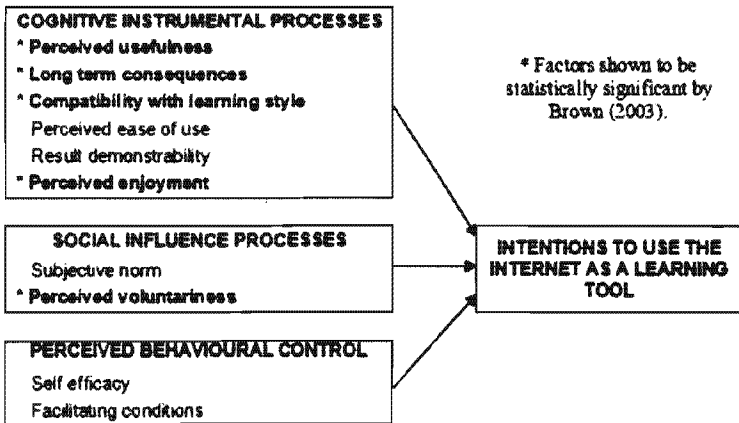 COGNITIVE INSTRUMENTAL PROCESSES
* Perceived usefulness
* Long term consequences
* Compatibility with learning style
Perceived ease of use
Result demonstrability
* Perceived enjoyment
* Factors shown to be
statistically significant by
Brown (2003).
SOCIAL INFLUENCE PROCESSES
Subjective norm
* Perceived voluntariness
INTENTIONS TO USE THE
INTERNET AS A LEARNING
TOOL
PERCEIVED BEHAVIOURAL CONTROL
Self efficacy
Facilitating conditions